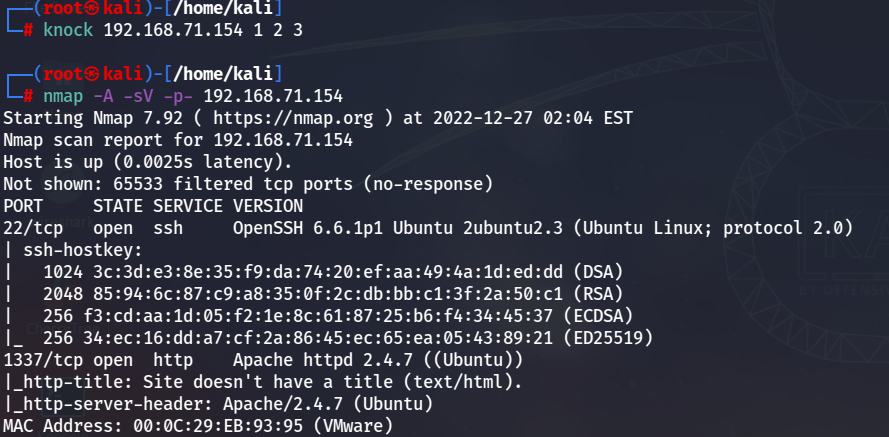 ┌──(root㉿kali)-[/home/kali]
└─# knock 192.168.71.154 1 2 3
┌──(root㉿kali)-[/home/kali]
└─# nmap -A -sV -p- 192.168.71.154
Starting Nmap 7.92 ( https://nmap.org ) at 2022-12-27 02:04 EST
Nmap scan report for 192.168.71.154
Host is up (0.0025s latency).
Not shown: 65533 filtered tcp ports (no-response)
PORT     STATE SERVICE VERSION
22/tcp   open  ssh     OpenSSH 6.6.1p1 Ubuntu 2ubuntu2.3 (Ubuntu Linux; protocol 2.0)
| ssh-hostkey:
|   1024 3c:3d:e3:8e:35:f9:da:74:20:ef:aa:49:4a:1d:ed:dd (DSA)
|   2048 85:94:6c:87:c9:a8:35:0f:2c:db:bb:c1:3f:2a:50:c1 (RSA)
|   256 f3:cd:aa:1d:05:f2:1e:8c:61:87:25:b6:f4:34:45:37 (ECDSA)
|_  256 34:ec:16:dd:a7:cf:2a:86:45:ec:65:ea:05:43:89:21 (ED25519)
1337/tcp open  http    Apache httpd 2.4.7 ((Ubuntu))
|_http-title: Site doesn't have a title (text/html).
|_http-server-header: Apache/2.4.7 (Ubuntu)
MAC Address: 00:0C:29:EB:93:95 (VMware)